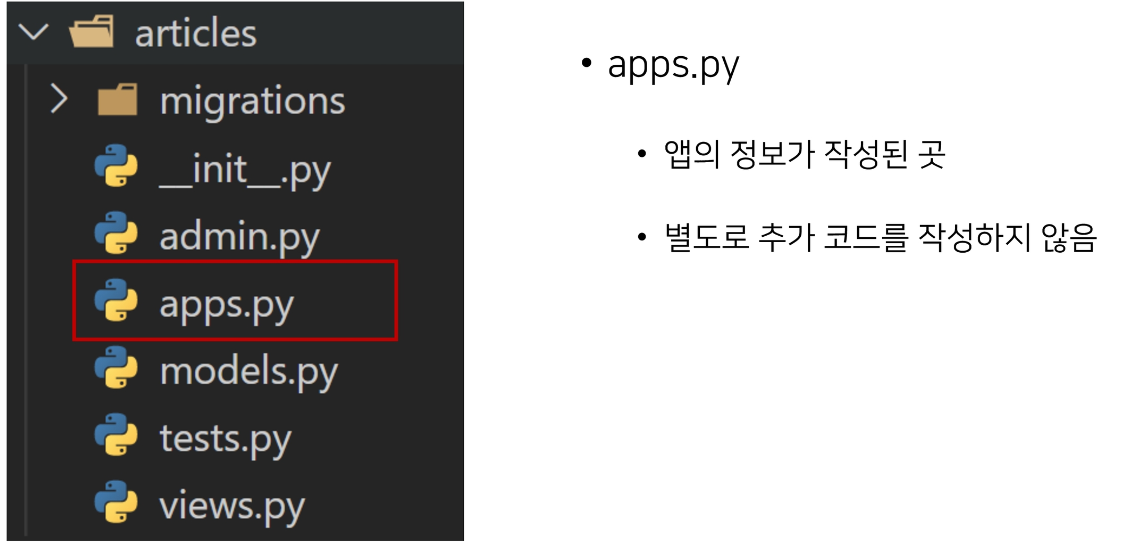 articles
migrations
__init__.py
admin.py
apps.py
models.py
tests.py
views.py
• apps.py
• 앱의 정보가 작성된 곳
• 별도로 추가 코드를 작성하지 않음